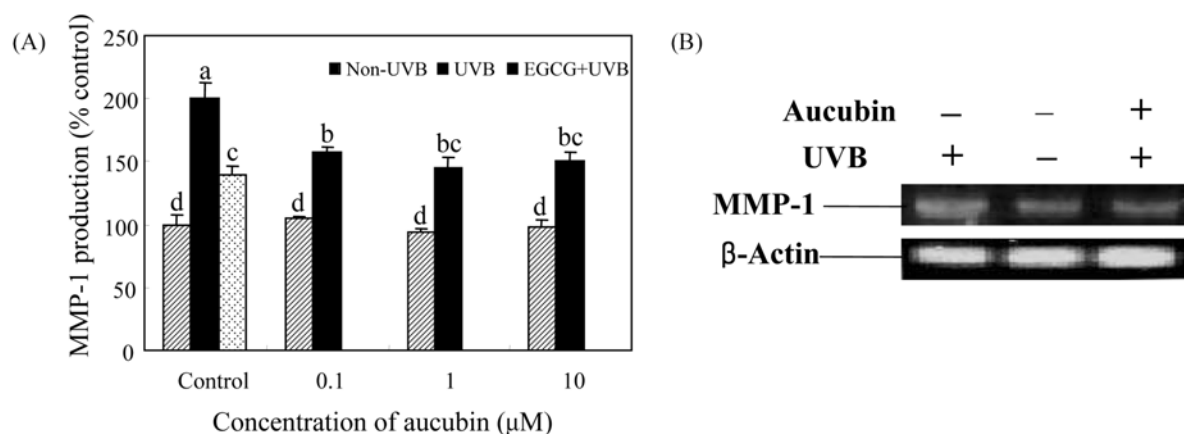 (A)
MMP-1 production (% control)
250
200
150
100
50
0
Non-UVB UVB EGCG+UVB
a
b
bc
bc
c
d
d
d
d
Control 0.1 1 10
Concentration of aucubin (μM)
(B)
Aucubin – – +
UVB + – +
MMP-1
β-Actin